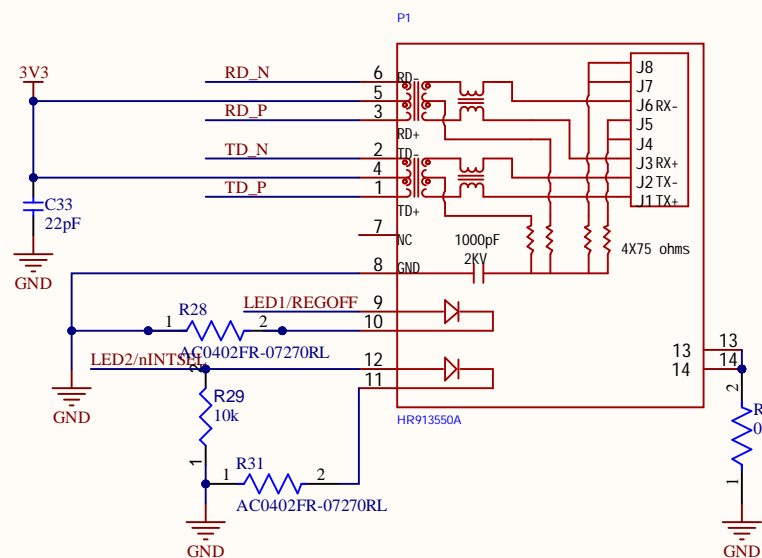 P1
3V3
RD_N
6
RD-
5
RD_P
3
RD+
TD_N
2
TD-
4
TD_P
1
TD+
7
NC
8
GND
J8
J7
J6 RX-
J5
J4
J3 RX+
J2 TX-
J1 TX+
C33
22pF
GND
1000pF
2KV
4X75 ohms
LED1/REGOFF
9
10
R28
1
2
AC0402FR-07270RL
LED2/nINTSEL
12
11
GND
2
R29
10k
1
R31
1
2
AC0402FR-07270RL
GND
HR913550A
13
13
14
14
2
R
0
1
GND